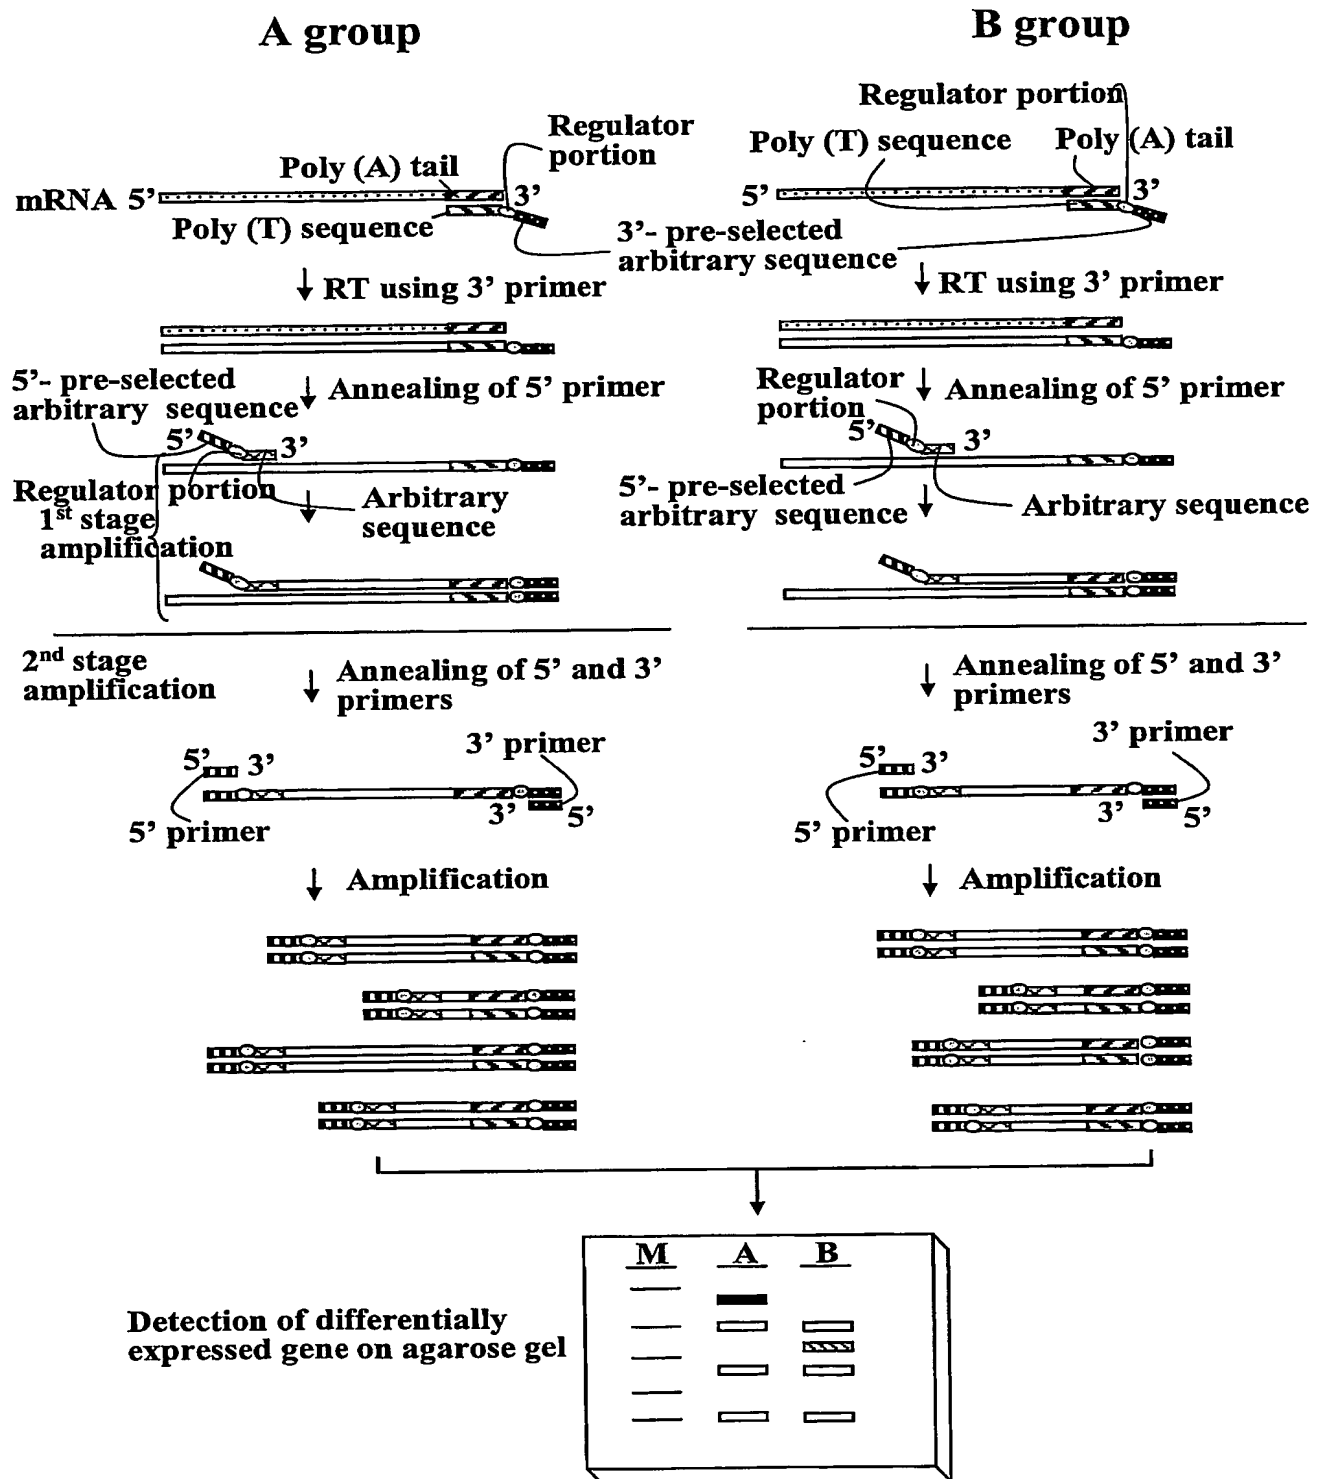 A group
B group
Regulator portion
Regulator
portion
Poly (T) sequence
Poly (A) tail
Poly (A) tail
mRNA 5’
3’
5’
3’
Poly (T) sequence
3’- pre-selected
arbitrary sequence
RT using 3’ primer
RT using 3’ primer
5’- pre-selected
arbitrary sequence
Annealing of 5’ primer
Regulator
portion
Annealing of 5’ primer
5’
3’
5’
3’
Regulator portion
1st stage
amplification
Arbitrary
sequence
5’- pre-selected
arbitrary sequence
Arbitrary sequence
2nd stage
amplification
Annealing of 5’ and 3’
primers
Annealing of 5’ and 3’
primers
5’
3’
3’ primer
5’
3’
3’ primer
5’ primer
3’
5’
5’ primer
3’
5’
Amplification
Amplification
M A B
Detection of differentially
expressed gene on agarose gel